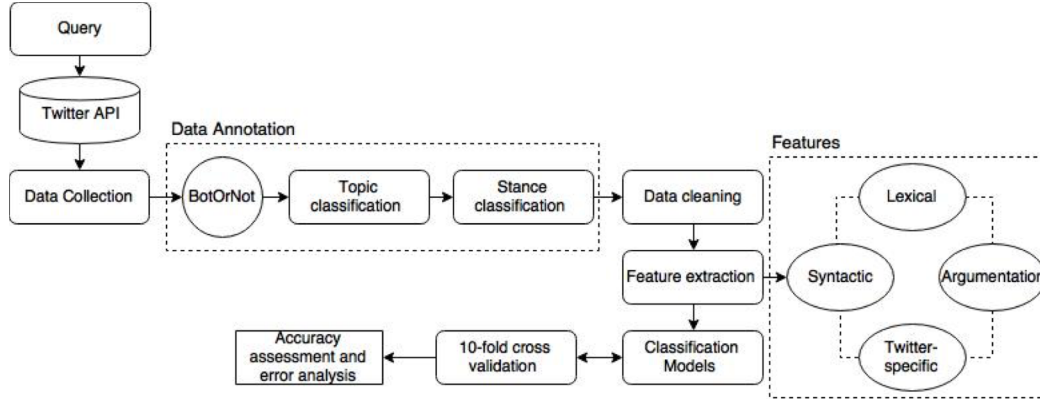 Query
Twitter API
Data Collection
Data Annotation
BotOrNot
Topic
classification
Stance
classification
Data cleaning
Feature extraction
Classification
Models
10-fold cross
validation
Accuracy
assessment and
error analysis
Features
Lexical
Syntactic
Argumentation
Twitter-
specific